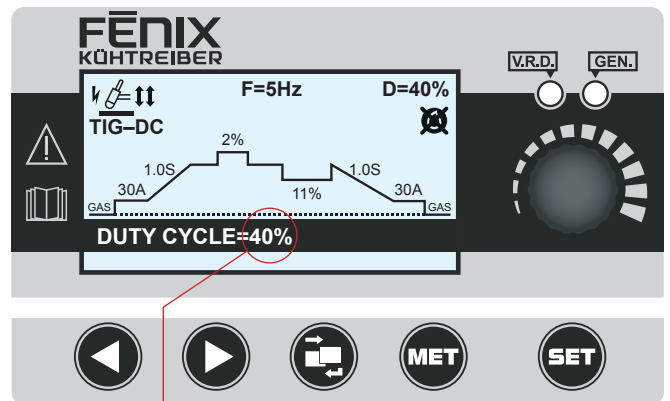 FĒNIX
KÜHTREIBER
V.R.D. GEN.
F=5Hz D=40%
TIG–DC
2%
1.0S 1.0S
30A 11% 30A
GAS GAS
DUTY CYCLE=40%
MET SET